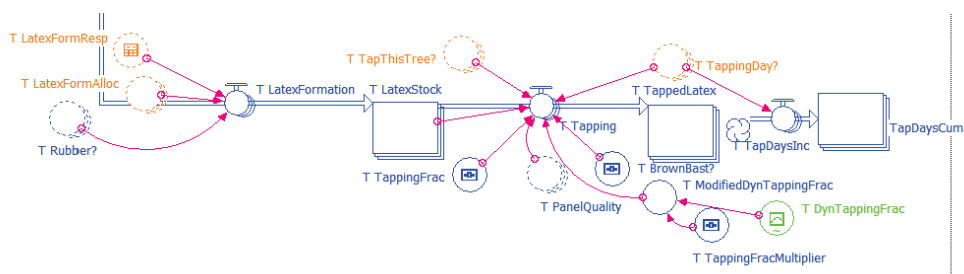 T LatexFormResp
T TapThisTree?
T TappingDay?
T LatexFormAlloc
T LatexFormation
T LatexStock
T TappedLatex
T Rubber?
T Tapping
TapDaysCum
T TapDaysInc
T TappingFrac
T BrownBast?
T ModifiedDynTappingFrac
T PanelQuality
T DynTappingFrac
T TappingFracMultiplier